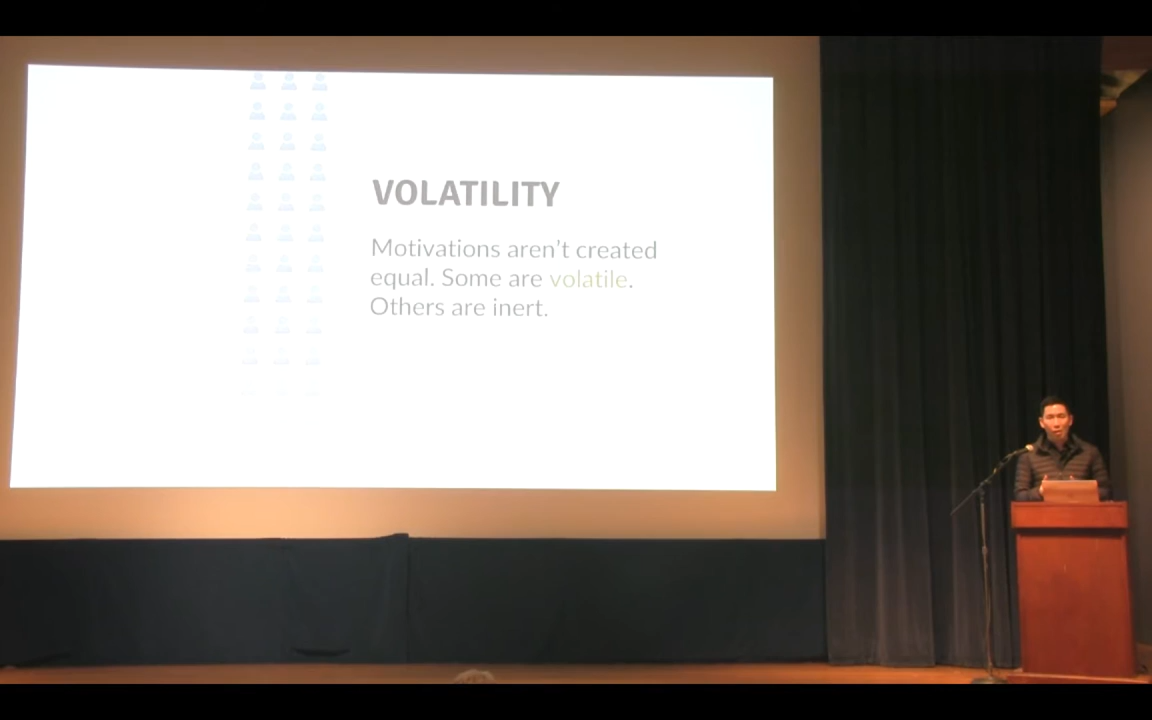 VOLATILITY
Motivations aren't created
equal. Some are volatile.
Others are inert.